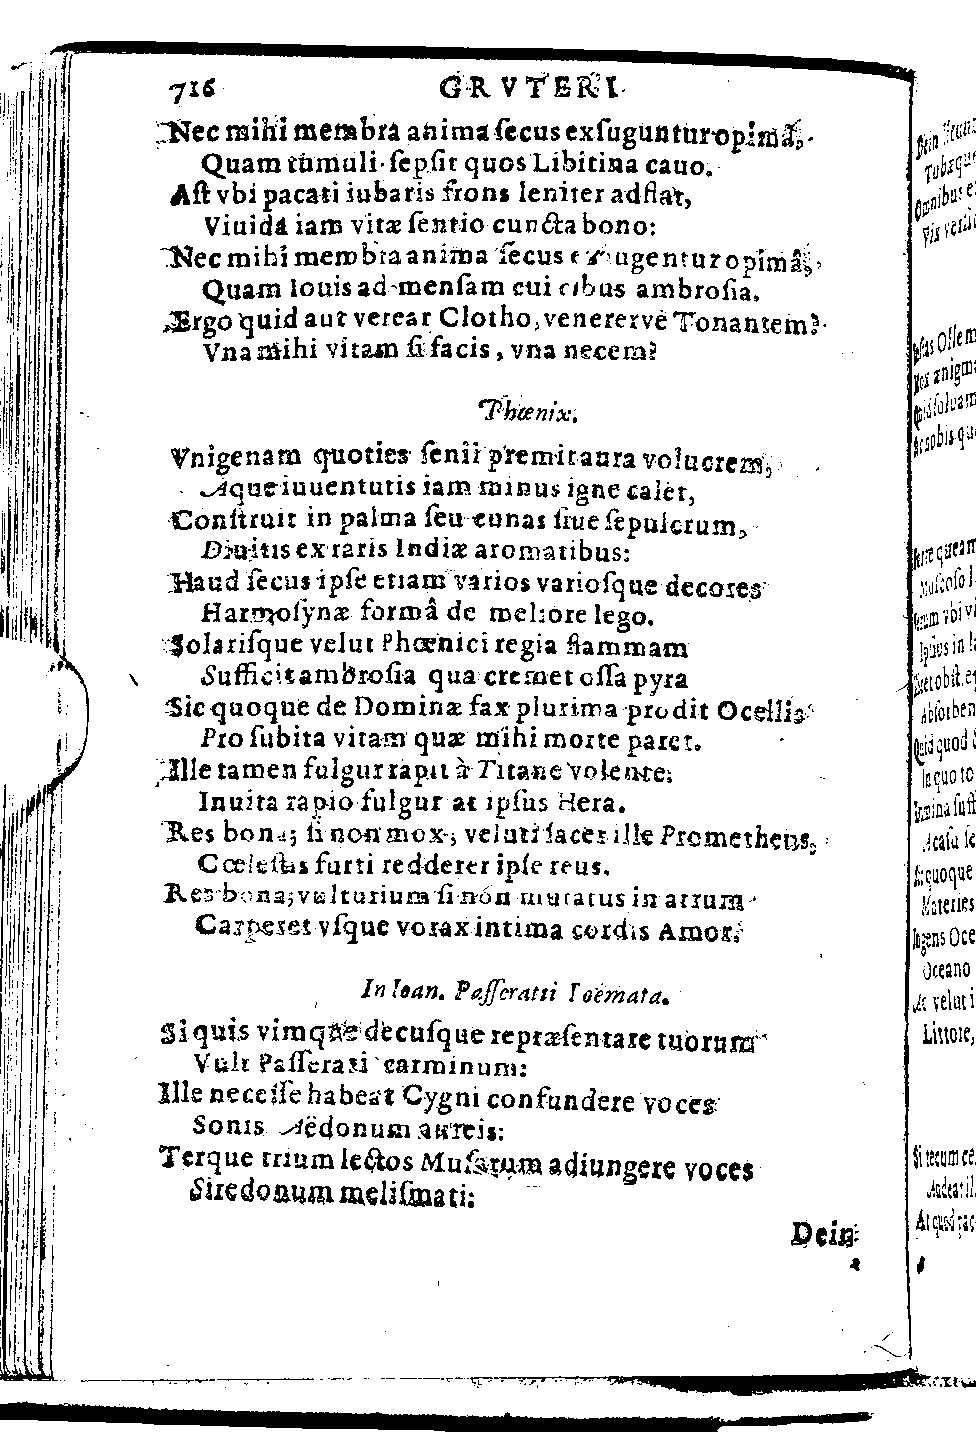 716 GRVTERI
Nec mihi membra anima ſecus exſuguntur opimâ,
Quam tumuli ſepſit quos Libitina cauo.
Aſt vbi pacati iubaris frons leniter adflat,
Viuida iam vitæ ſentio cuncta bono:
Nec mihi membra anima ſecus ugentur opimâ,
Quam Iouis ad menſam cui cibus ambroſia.
Ergo quid aut verear Clotho, venererve Tonantem?
Vna mihi vitam ſi facis, vna necem?
Phœnix.
Vnigenam quoties ſenii premit aura volucrem,
Aque iuuentutis iam minus igne calet,
Conſtruit in palma ſeu cunas ſiue ſepulcrum,
Diuitis ex raris Indiæ aromatibus:
Haud ſecus ipſe etiam varios varioſque decores
Harmoſynæ formâ de meliore lego.
Solariſque velut Phœnici regia flammam
Sufficit ambroſia qua cremet oſſa pyra
Sic quoque de Dominæ fax plurima prodit Ocellis
Pro ſubita vitam quæ mihi morte paret.
Ille tamen fulgur rapit à Titane volente;
Inuita rapio fulgur at ipſus Hera.
Res bona; ſi non mox, veluti ſacer ille Prometheus,
Cœleſtis furti redderer ipſe reus.
Res bona; vulturium ſi nón mutatus in atrum
Carperet vſque vorax intima cordis Amor.
In Ioan. Paſſeratii Poëmata.
Si quis vimque decuſque repræſentare tuorum
Vult Paſſerati carminum:
Ille neceſſe habeat Cygni confundere voces
Sonis Aëdonum aureis:
Terque trium lectos Muſarum adiungere voces
Siredonum meliſmati:
Dein